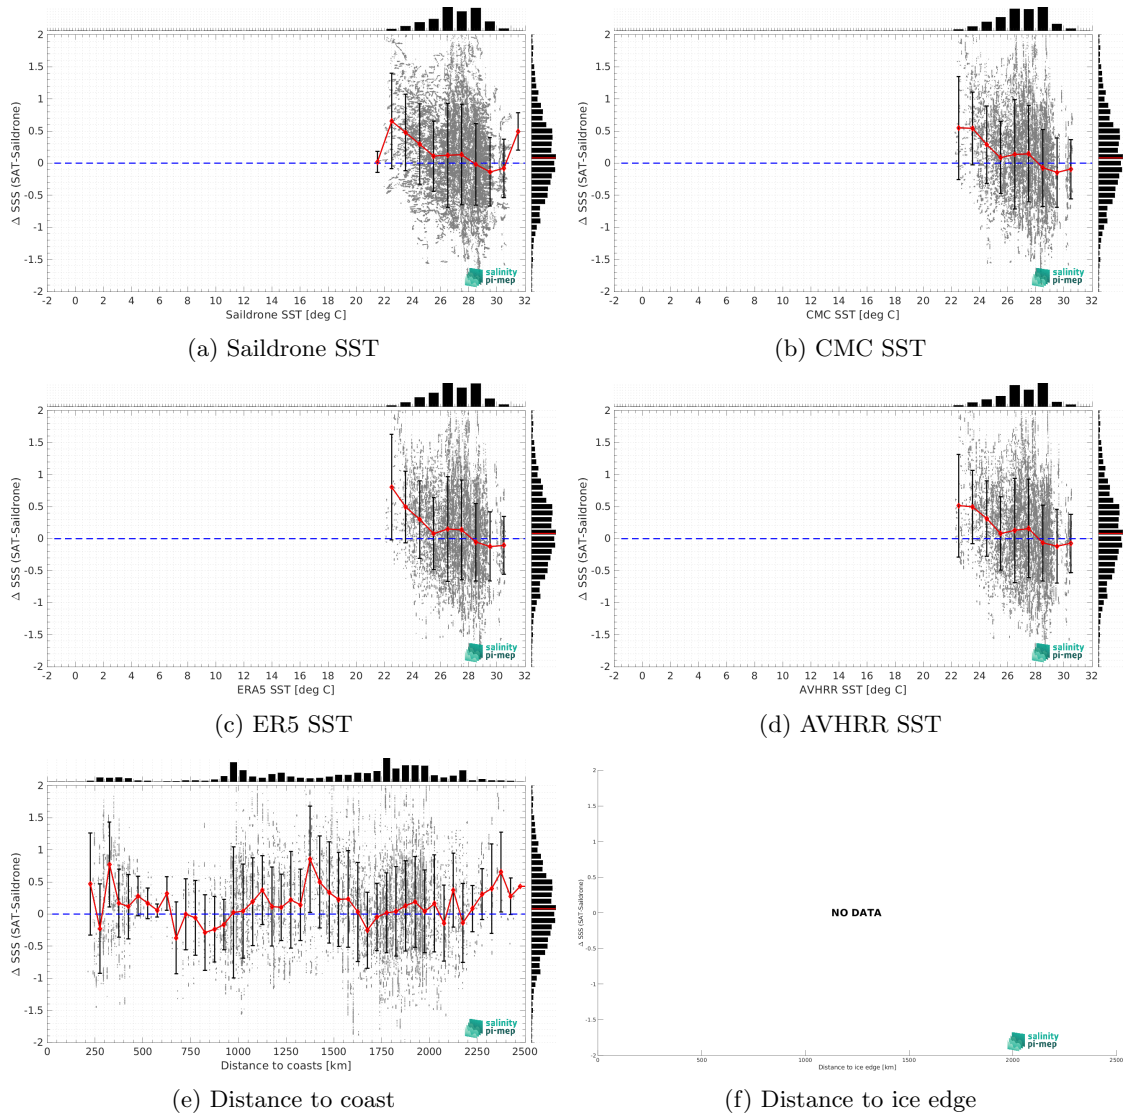 2
1.5
1
0.5
0
-0.5
-1
-1.5
-2
Δ SSS (SAT-Saildrone)
-2 0 2 4 6 8 10 12 14 16 18 20 22 24 26 28 30 32
Saildrone SST [deg C]
salinity
pi-mep
(a) Saildrone SST
2
1.5
1
0.5
0
-0.5
-1
-1.5
-2
Δ SSS (SAT-Saildrone)
-2 0 2 4 6 8 10 12 14 16 18 20 22 24 26 28 30 32
CMC SST [deg C]
salinity
pi-mep
(b) CMC SST
2
1.5
1
0.5
0
-0.5
-1
-1.5
-2
Δ SSS (SAT-Saildrone)
-2 0 2 4 6 8 10 12 14 16 18 20 22 24 26 28 30 32
ERA5 SST [deg C]
salinity
pi-mep
(c) ER5 SST
2
1.5
1
0.5
0
-0.5
-1
-1.5
-2
Δ SSS (SAT-Saildrone)
-2 0 2 4 6 8 10 12 14 16 18 20 22 24 26 28 30 32
AVHRR SST [deg C]
salinity
pi-mep
(d) AVHRR SST
2
1.5
1
0.5
0
-0.5
-1
-1.5
-2
Δ SSS (SAT-Saildrone)
0 250 500 750 1000 1250 1500 1750 2000 2250 2500
Distance to coasts [km]
salinity
pi-mep
(e) Distance to coast
2
1.5
1
0.5
0
-0.5
-1
-1.5
-2
Δ SSS (SAT-Saildrone)
NO DATA
0 500 1000 1500 2000 2500
Distance to ice edge [km]
salinity
pi-mep
(f) Distance to ice edge